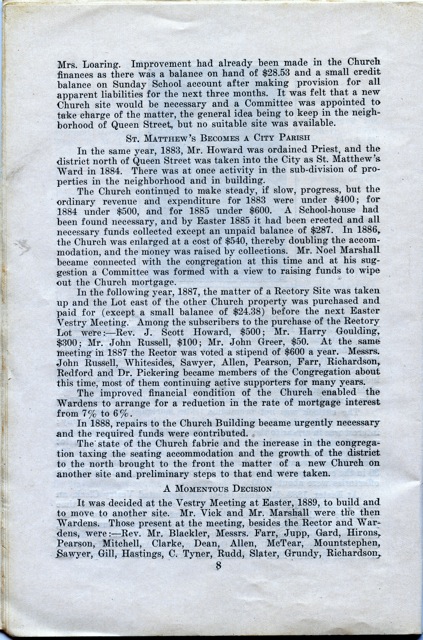 Mrs. Loaring. Improvement had already been made in the Church
finances as there was a balance on hand of $28.53 and a small credit
balance on Sunday School account after making provision for all
apparent liabilities for the next three months. It was felt that a new
Church site would be necessary and a Committee was appointed to
take charge of the matter, the general idea being to keep in the neigh-
borhood of Queen Street, but no suitable site was available.
St. Matthew's Becomes a City Parish
In the same year, 1883, Mr. Howard was ordained Priest, and the
district north of Queen Street was taken into the City as St. Matthew's
Ward in 1884. There was at once activity in the sub-division of pro-
perties in the neighborhood and in building.
The Church continued to make steady, if slow, progress, but the
ordinary revenue and expenditure for 1883 were under $400; for
1884 under $500, and for 1885 under $600. A School-house had
been found necessary, and by Easter 1885 it had been erected and all
necessary funds collected except an unpaid balance of $287. In 1886,
the Church was enlarged at a cost of $540, thereby doubling the accom-
modation, and the money was raised by collections. Mr. Noel Marshall
became connected with the congregation at this time and at his sug-
gestion a Committee was formed with a view to raising funds to wipe
out the Church mortgage.
In the following year, 1887, the matter of a Rectory Site was taken
up and the Lot east of the other Church property was purchased and
paid for (except a small balance of $24.38) before the next Easter
Vestry Meeting. Among the subscribers to the purchase of the Rectory
Lot were:—Rev. J. Scott Howard, $500; Mr. Harry Goulding,
$300; Mr. John Russell, $100; Mr. John Greer, $50. At the same
meeting in 1887 the Rector was voted a stipend of $600 a year. Messrs.
John Russell, Whitesides, Sawyer, Allen, Pearson, Farr, Richardson,
Redford and Dr. Pickering became members of the Congregation about
this time, most of them continuing active supporters for many years.
The improved financial condition of the Church enabled the
Wardens to arrange for a reduction in the rate of mortgage interest
from 7% to 6%.
In 1888, repairs to the Church Building became urgently necessary
and the required funds were contributed.
The state of the Church fabric and the increase in the congrega-
tion taxing the seating accommodation and the growth of the district
to the north brought to the front the matter of a new Church on
another site and preliminary steps to that end were taken.
A Momentous Decision
It was decided at the Vestry Meeting at Easter, 1889, to build and
to move to another site. Mr. Vick and Mr. Marshall were the then
Wardens. Those present at the meeting, besides the Rector and War-
dens, were:—Rev. Mr. Blackler, Messrs. Farr, Jupp, Gard, Hirons,
Pearson, Mitchell, Clarke, Dean, Allen, McTear, Mountstephen,
Sawyer, Gill, Hastings, C. Tyner, Rudd, Slater, Grundy, Richardson,
8